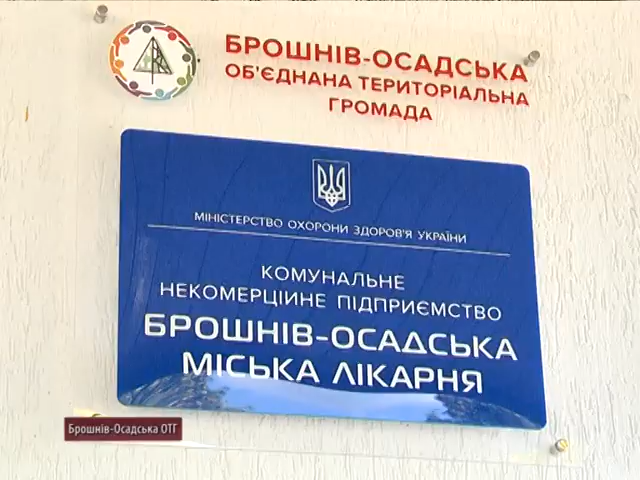 БРОШНІВ-ОСАДСЬКА
ОБ'ЄДНАНА ТЕРИТОРІАЛЬНА
ГРОМАДА
МІНІСТЕРСТВО ОХОРОНИ ЗДОРОВ'Я УКРАЇНИ
КОМУНАЛЬНЕ
НЕКОМЕРЦІЙНЕ ПІДПРИЄМСТВО
БРОШНІВ-ОСАДСЬКА
МІСЬКА ЛІКАРНЯ
Брошнів-Осадська ОТГ